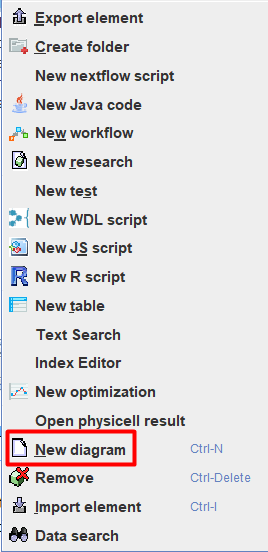 Export element
Create folder
New nextflow script
New Java code
New workflow
New research
New test
New WDL script
New JS script
New R script
New table
Text Search
Index Editor
New optimization
Open physicell result
New diagram Ctrl-N
Remove Ctrl-Delete
Import element Ctrl-I
Data search